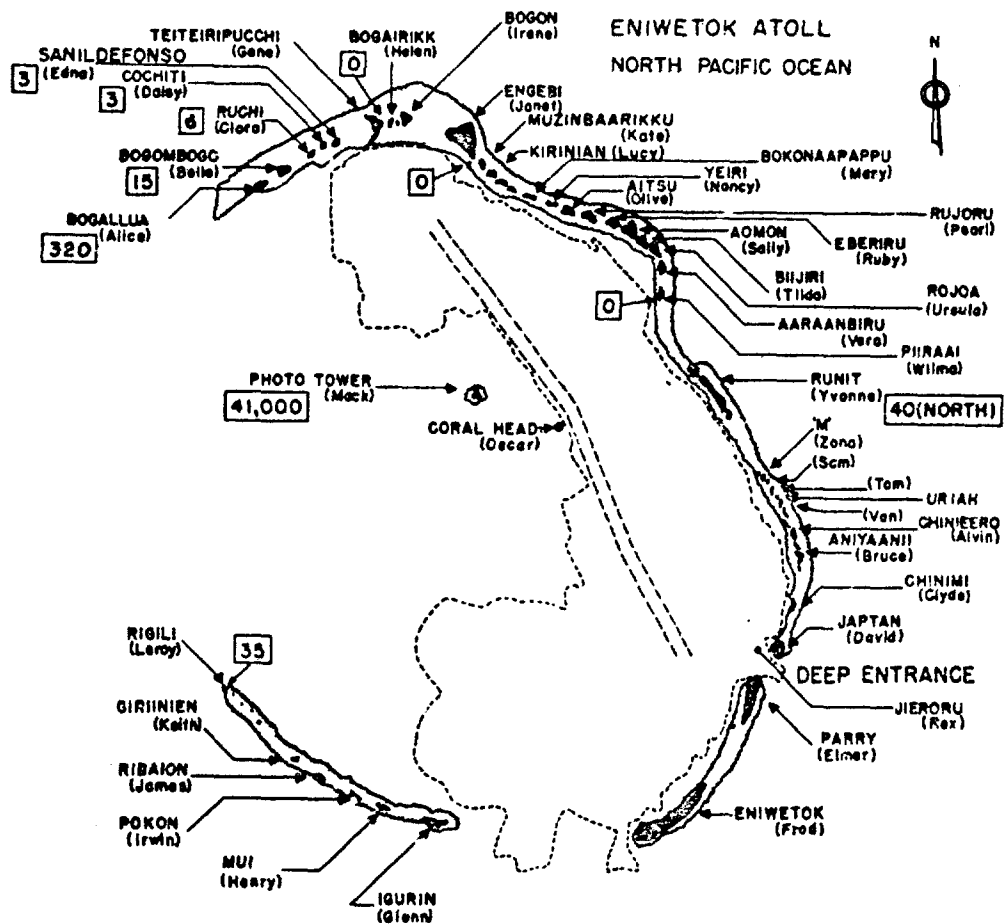 ENIWETOK ATOLL
NORTH PACIFIC OCEAN
N
BOGON
(Irene)
TEITEIRIPUCCHI
(Gene)
BOGAIRIKK
(Helen)
0
SANILDEFONSO
(Edna)
3
COCHITI
(Daisy)
3
RUCHI
(Clara)
6
BOGOMBOGO
(Belle)
15
BOGALLUA
(Alice)
320
ENGEBI
(Janet)
MUZINBAARIKKU
(Kate)
KIRINIAN (Lucy)
BOKONAAPAPPU
(Mary)
YEIRI
(Nancy)
AITSU
(Olive)
0
RUJORU
(Pearl)
EBERIRU
(Ruby)
AOMON
(Sally)
BIIJIRI
(Tilda)
ROJOA
(Ursula)
0
AARAANBIRU
(Vera)
PIIRAAI
(Wilma)
RUNIT
(Yvonne)
40(NORTH)
PHOTO TOWER
(Mack)
41,000
CORAL HEAD
(Oscar)
"M"
(Zona)
(Sam)
(Tom)
URIAH
(Van)
CHINIEERO
(Alvin)
ANIYAANII
(Bruce)
CHINIMI
(Clyde)
JAPTAN
(David)
DEEP ENTRANCE
JIERORU
(Rex)
PARRY
(Elmer)
ENIWETOK
(Fred)
RIGILI
(Leroy)
35
GIRIINIEN
(Keith)
RIBAION
(James)
POKON
(Irwin)
MUI
(Henry)
IGURIN
(Glenn)